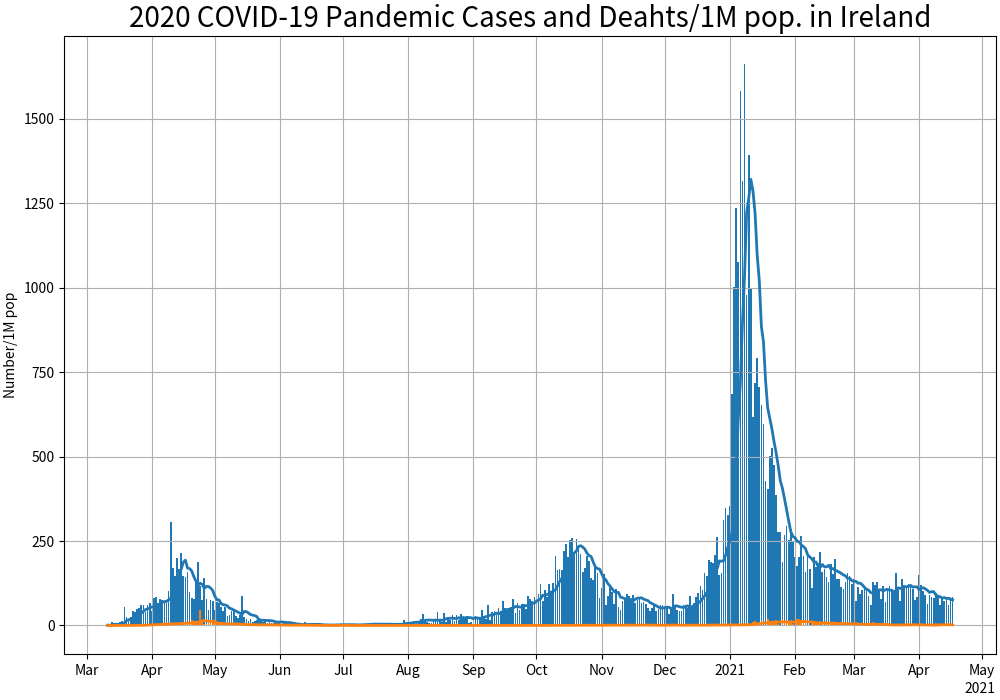 2020 COVID-19 Pandemic Cases and Deahts/1M pop. in Ireland
Number/1M pop
1500
1250
1000
750
500
250
0
Mar Apr May Jun Jul Aug Sep Oct Nov Dec 2021 Feb Mar Apr May
2021